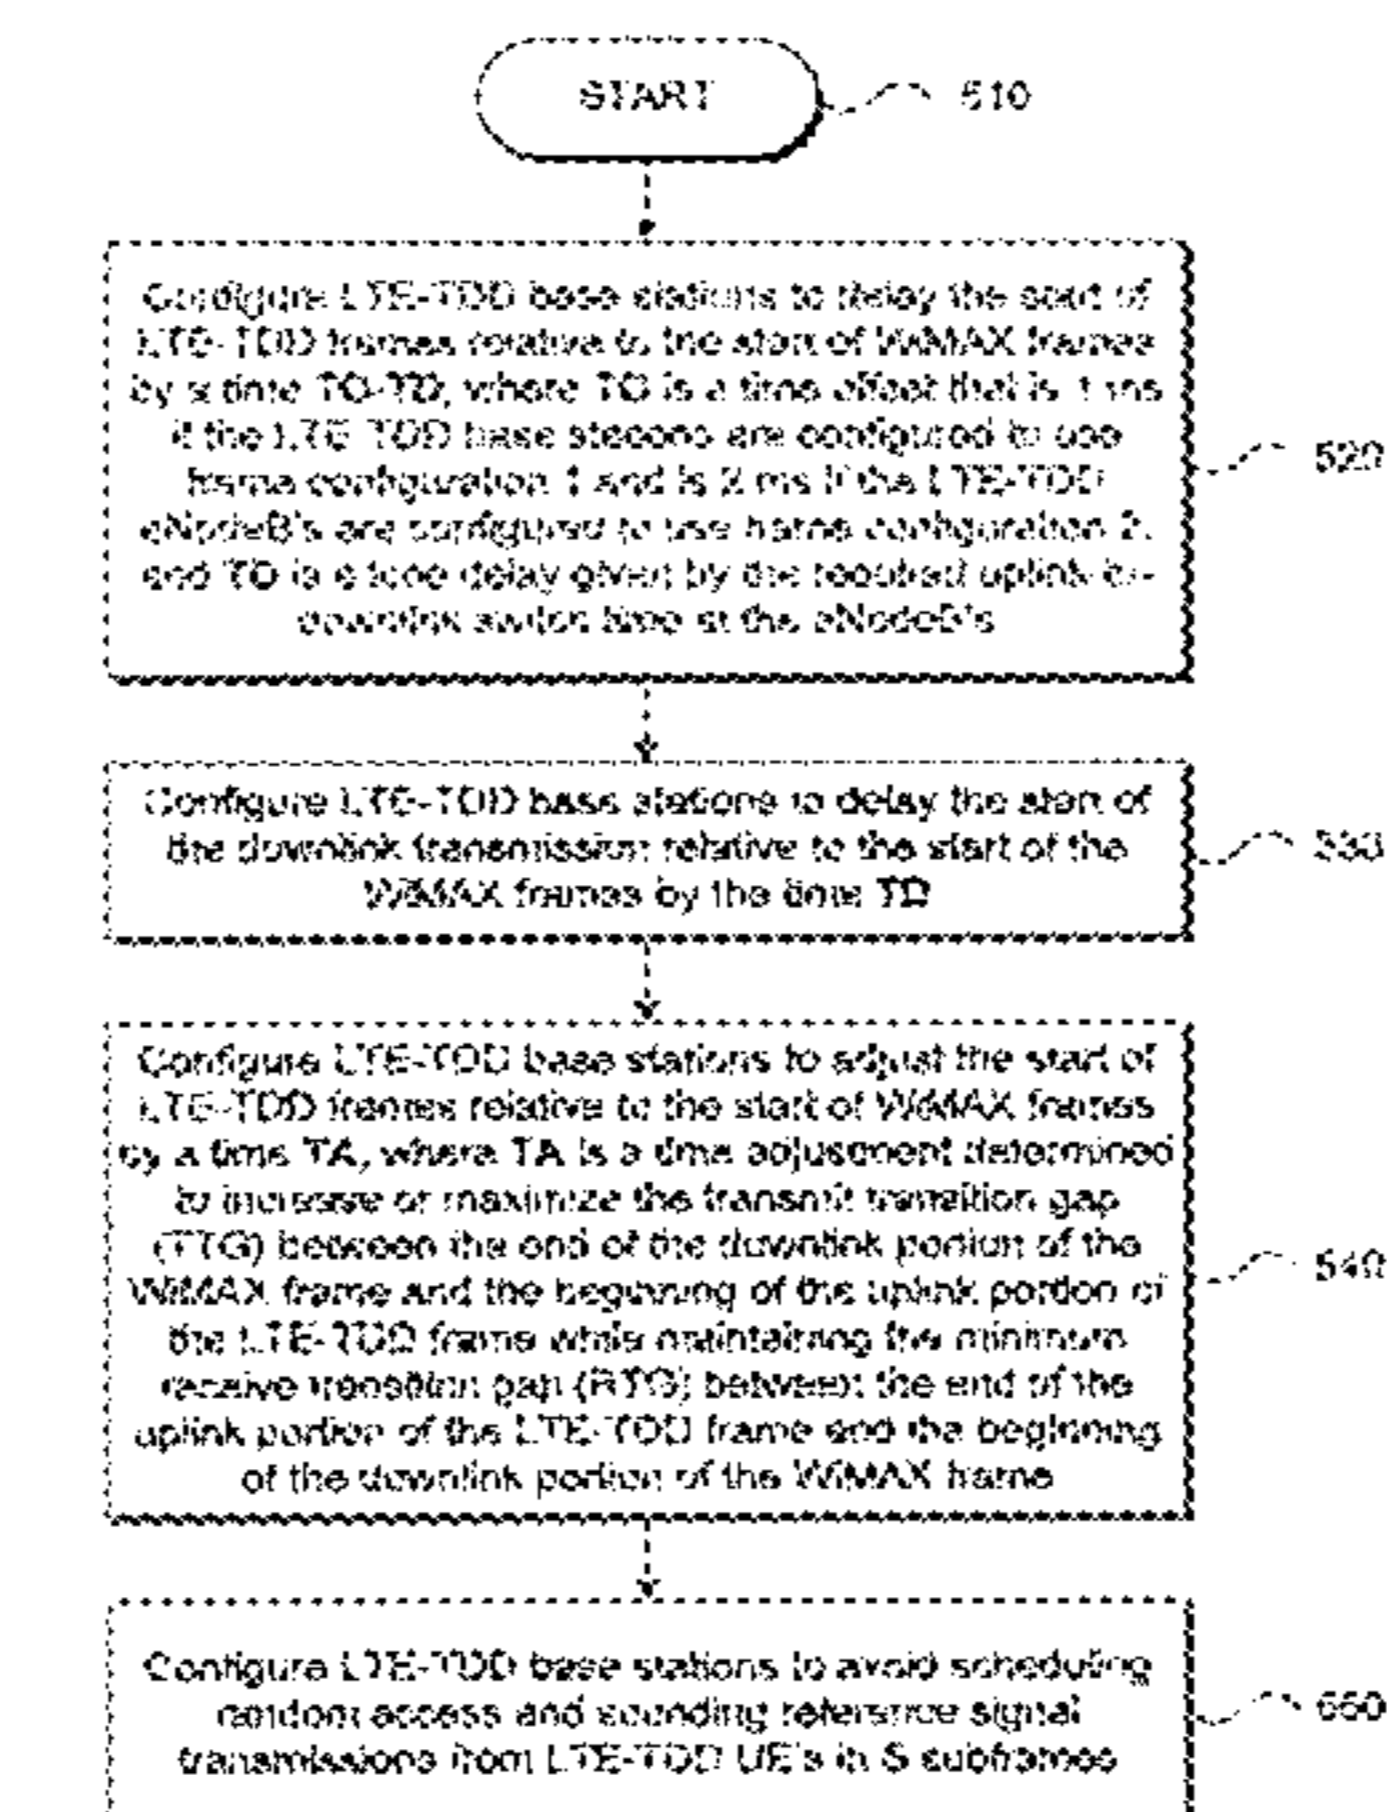 START
510
Configure LTE-TDD base stations to delay the start of
LTE-TDD frames relative to the start of WiMAX frames
by a time TO-TD, where TO is a time offset that is 1 ms
if the LTE-TDD base stations are configured to use
frame configuration 1 and is 2 ms if the LTE-TDD
eNodeB's are configured to use frame configuration 2,
and TD is a time delay given by the required uplink-to-
downlink switch time at the eNodeB's
520
Configure LTE-TDD base stations to delay the start of
the downlink transmission relative to the start of the
WiMAX frames by the time TD
530
Configure LTE-TDD base stations to adjust the start of
LTE-TDD frames relative to the start of WiMAX frames
by a time TA, where TA is a time adjustment determined
to increase or maximize the transmit transition gap
(TTG) between the end of the downlink portion of the
WiMAX frame and the beginning of the uplink portion of
the LTE-TDD frame while maintaining the minimum
receive transition gap (RTG) between the end of the
uplink portion of the LTE-TDD frame and the beginning
of the downlink portion of the WiMAX frame
540
Configure LTE-TDD base stations to avoid scheduling
random access and sounding reference signal
transmissions from LTE-TDD UE's in S subframes